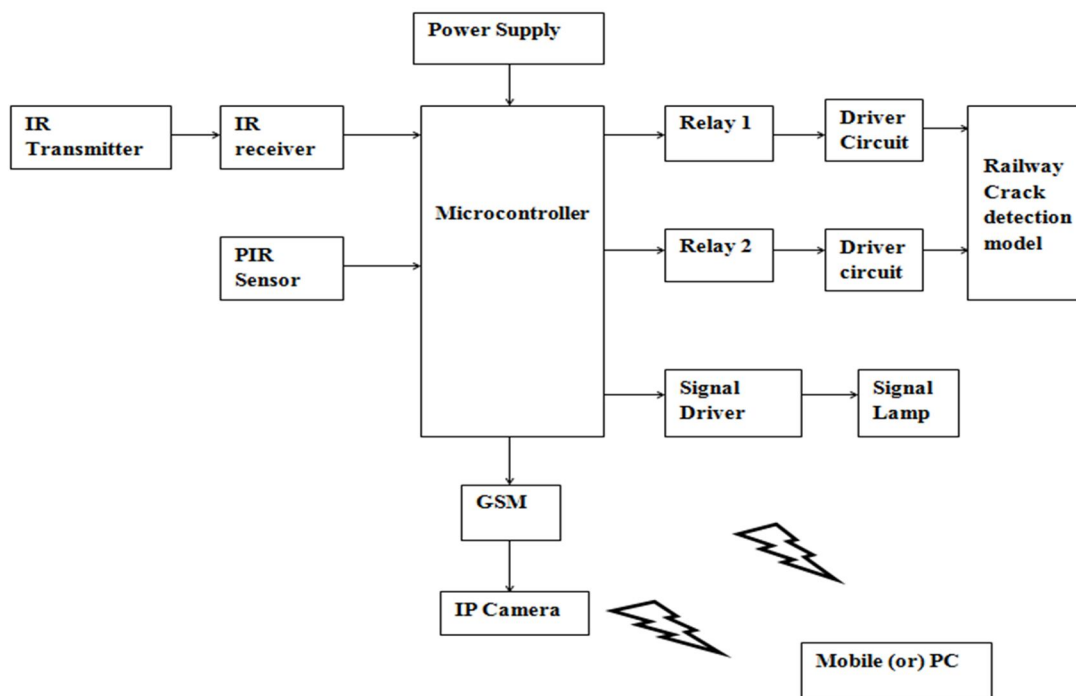 Power Supply
IR
Transmitter
IR
receiver
Microcontroller
Relay 1
Driver
Circuit
Railway
Crack
detection
model
PIR
Sensor
Relay 2
Driver
circuit
Signal
Driver
Signal
Lamp
GSM
IP Camera
Mobile (or) PC